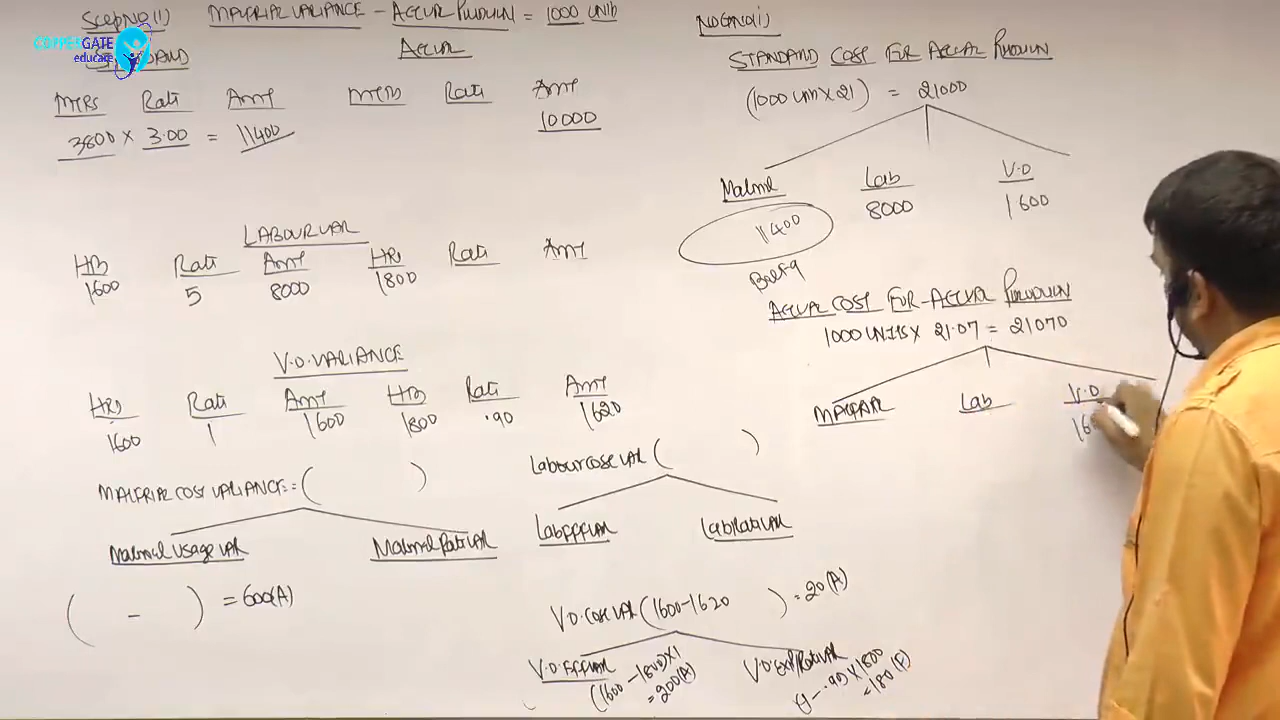 StepNO(1) MATERIAL VARIANCE - ACTUAL PRODUCTION = 1000 UNITS
COPPERGATE
educare
ACTUAL
MTRS Rate Amt MTRS Rate Amt
3800 × 3.00 = 11400 10000
LABOUR VAR
HRS Rate Amt HRS Rate Amt
1600 5 8000 1800
V.O. VARIANCE
HRS Rate Amt HRS Rate Amt
1600 1 1600 1800 .90 1620
MATERIAL COST VARIANCE = ( )
Material Usage VAR Material Rate VAR
( - ) = 600(A)
Labour cost VAR ( )
Lab Eff VAR Lab Rate VAR
V.O. Cost VAR (1600-1620 ) = 20(A)
V.O. Eff VAR
(1600-1800)×1
=200(A)
V.O. Exp/Rate VAR
.90 × 1800
=180(F)
STANDARD COST FOR ACTUAL PRODUCTION
(1000 Units × 21) = 21000
Material Lab V.O
11400 8000 1600
ACTUAL COST FOR ACTUAL PRODUCTION
1000 UNITS × 21.07 = 21070
MATERIAL Lab V.O